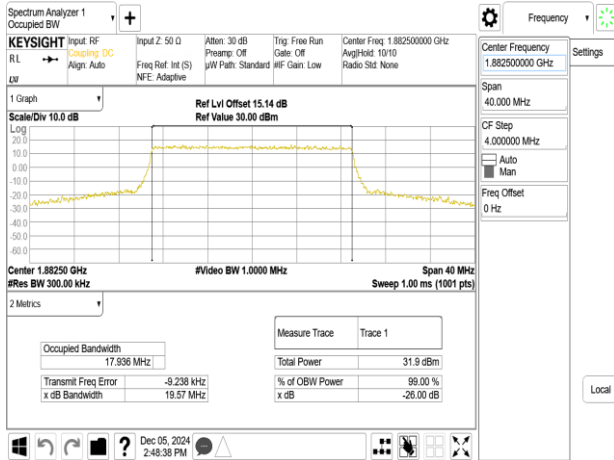 Spectrum Analyzer 1
Occupied BW
Frequency
KEYSIGHT
RL
LXI
Input: RF
Coupling: DC
Align: Auto
Input Z: 50 Ω
Freq Ref: Int (S)
NFE: Adaptive
Atten: 30 dB
Preamp: Off
µW Path: Standard
Trig: Free Run
Gate: Off
#IF Gain: Low
Center Freq: 1.882500000 GHz
Avg|Hold: 10/10
Radio Std: None
Center Frequency
1.882500000 GHz
Settings
Span
40.000 MHz
CF Step
4.000000 MHz
Auto
Man
Freq Offset
0 Hz
Local
1 Graph
Scale/Div 10.0 dB
Ref Lvl Offset 15.14 dB
Ref Value 30.00 dBm
Log
20.0
10.0
0.00
-10.0
-20.0
-30.0
-40.0
-50.0
-60.0
Center 1.88250 GHz
#Res BW 300.00 kHz
#Video BW 1.0000 MHz
Span 40 MHz
Sweep 1.00 ms (1001 pts)
2 Metrics
Occupied Bandwidth
17.936 MHz
Transmit Freq Error -9.238 kHz
x dB Bandwidth 19.57 MHz
Measure Trace Trace 1
Total Power 31.9 dBm
% of OBW Power 99.00 %
x dB -26.00 dB
Dec 05, 2024
2:48:38 PM